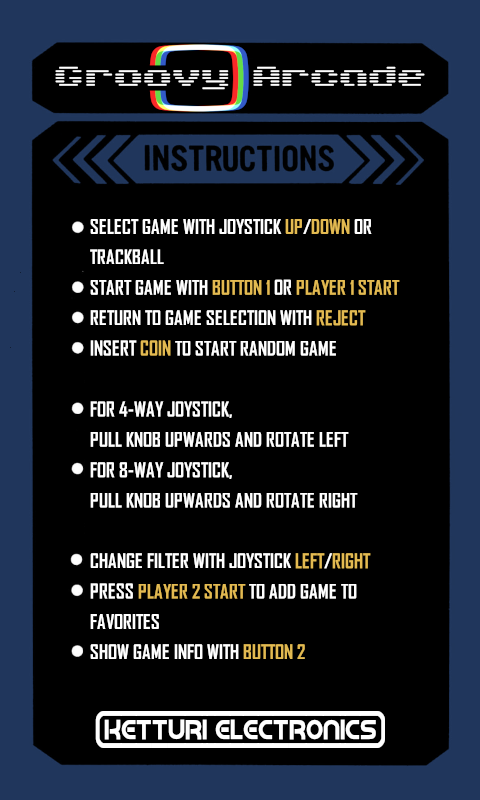 Groovy Arcade
INSTRUCTIONS
● SELECT GAME WITH JOYSTICK UP/DOWN OR
TRACKBALL
● START GAME WITH BUTTON 1 OR PLAYER 1 START
● RETURN TO GAME SELECTION WITH REJECT
● INSERT COIN TO START RANDOM GAME
● FOR 4-WAY JOYSTICK,
PULL KNOB UPWARDS AND ROTATE LEFT
● FOR 8-WAY JOYSTICK,
PULL KNOB UPWARDS AND ROTATE RIGHT
● CHANGE FILTER WITH JOYSTICK LEFT/RIGHT
● PRESS PLAYER 2 START TO ADD GAME TO
FAVORITES
● SHOW GAME INFO WITH BUTTON 2
KETTURI ELECTRONICS